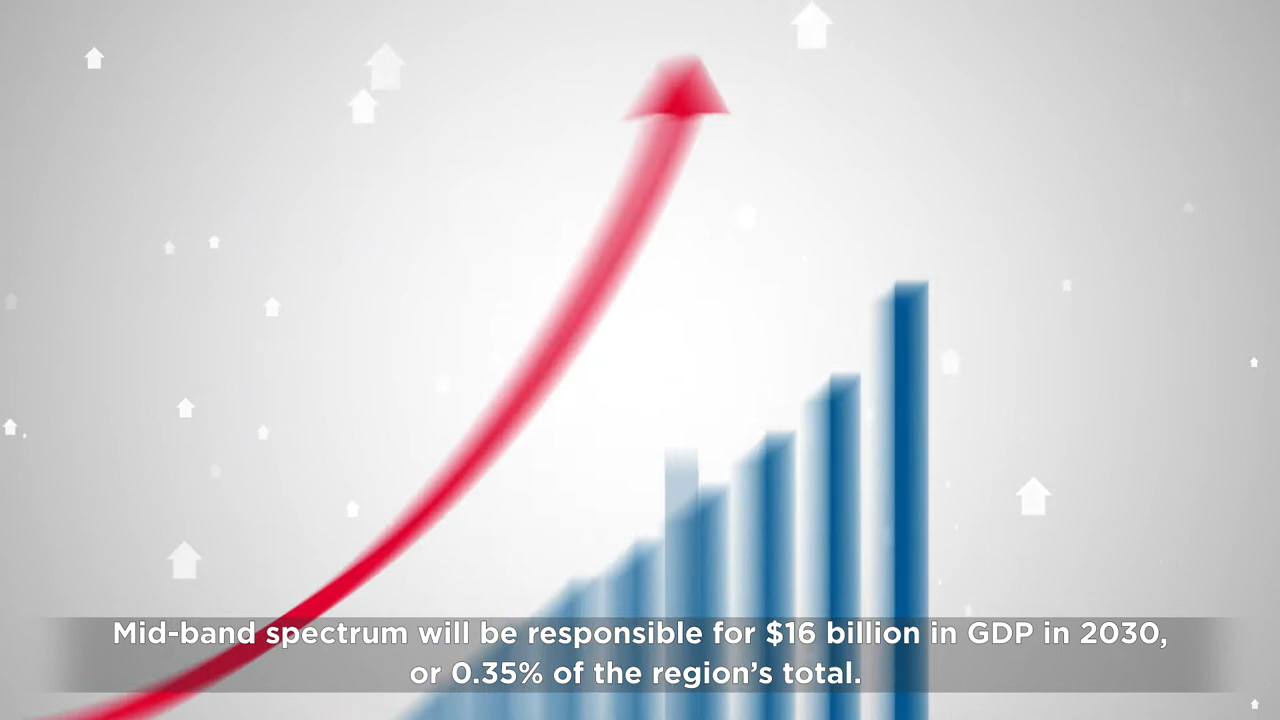 Mid-band spectrum will be responsible for $16 billion in GDP in 2030,
or 0.35% of the region’s total.